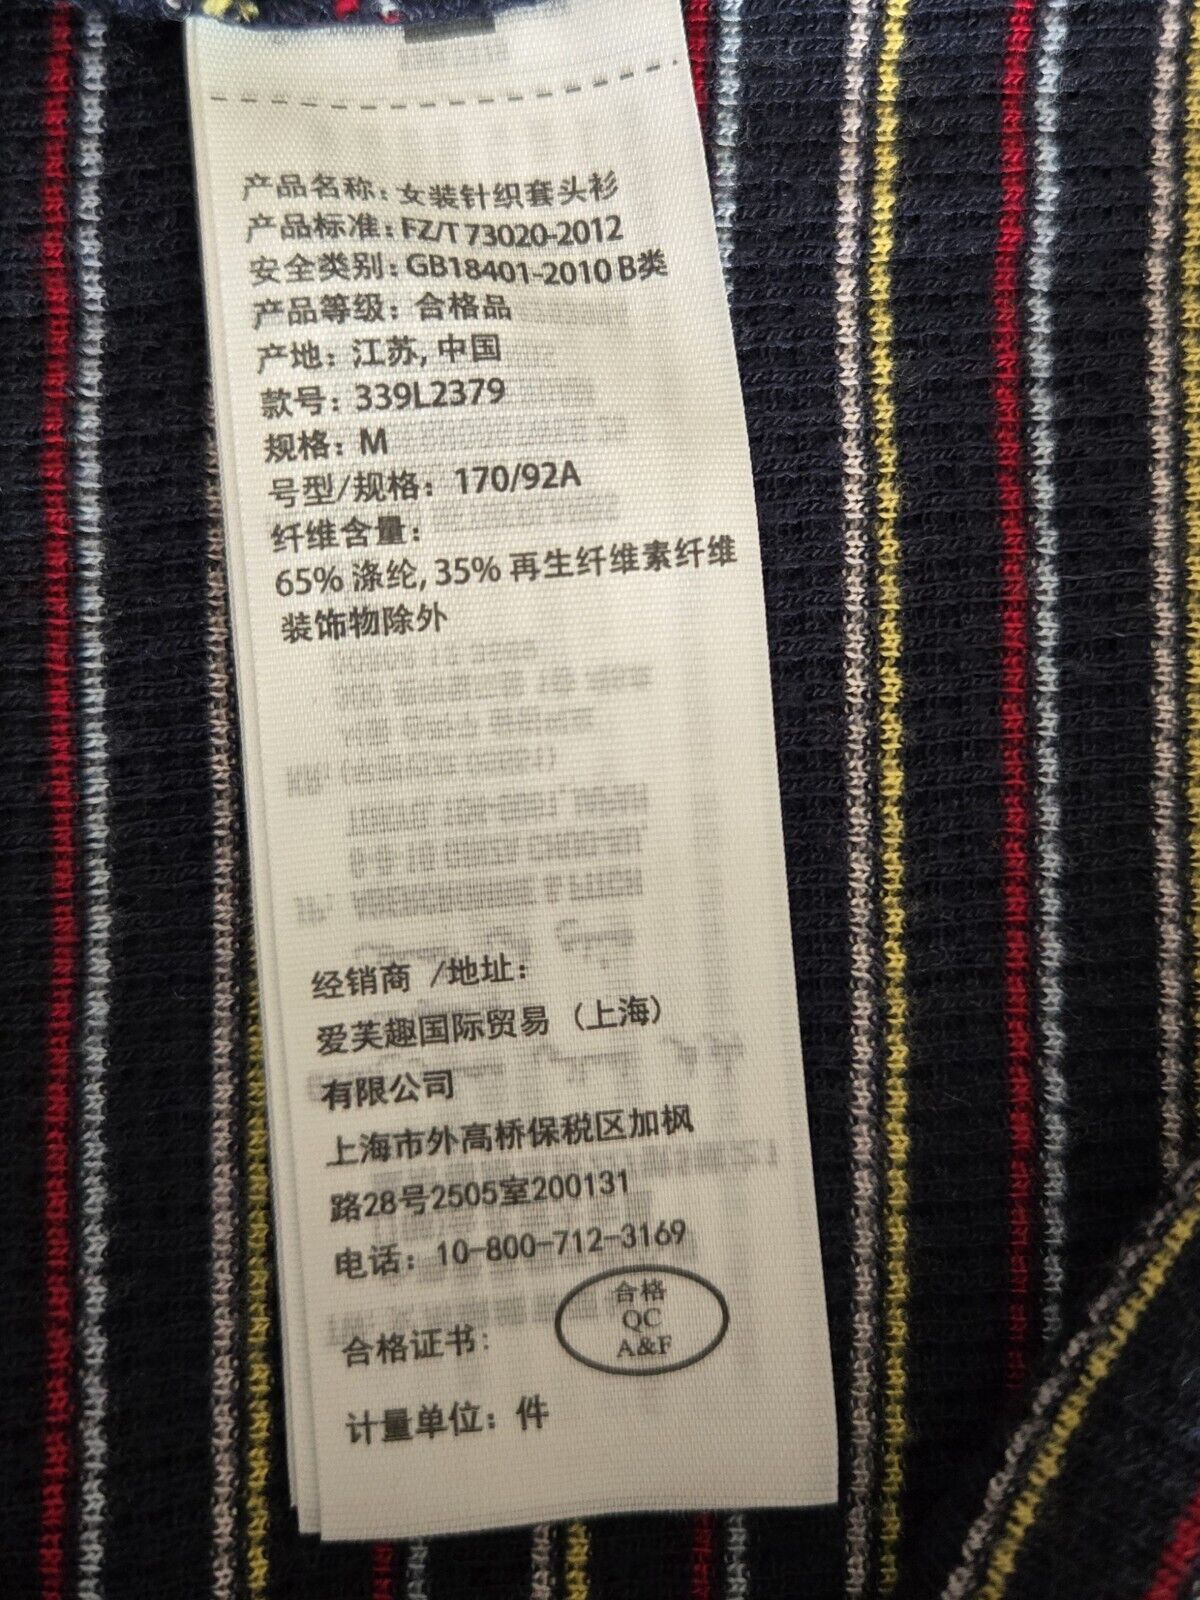 产品名称: 女装针织套头衫
产品标准: FZ/T 73020-2012
安全类别: GB18401-2010 B类
产品等级: 合格品
产地: 江苏, 中国
款号: 339L2379
规格: M
号型/规格: 170/92A
纤维含量:
65% 涤纶, 35% 再生纤维素纤维
装饰物除外
经销商 /地址:
爱芙趣国际贸易 (上海)
有限公司
上海市外高桥保税区加枫
路28号2505室200131
电话: 10-800-712-3169
合格
QC
A&F
合格证书:
计量单位: 件